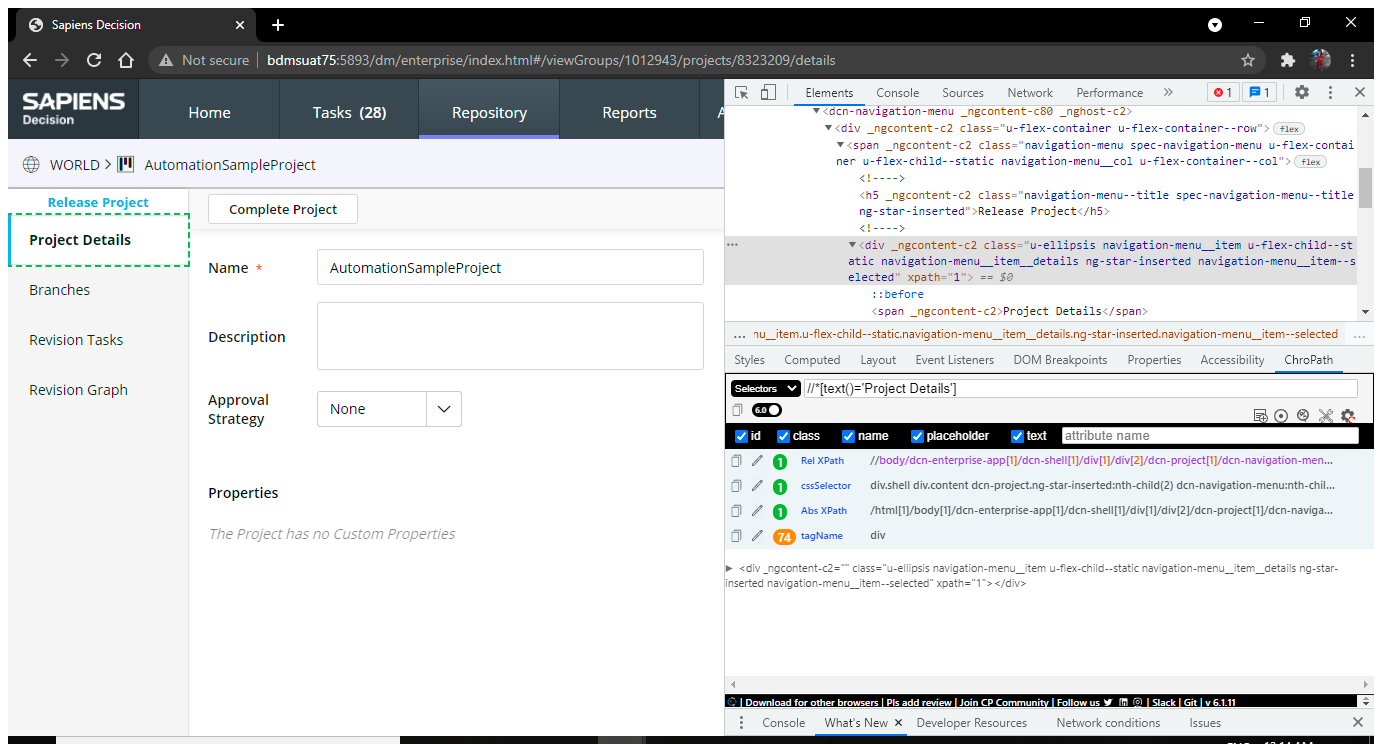 Sapiens Decision
Not secure | bdmsuat75:5893/dm/enterprise/index.html#/viewGroups/1012943/projects/8323209/details
SAPIENS
Decision
Home
Tasks (28)
Repository
Reports
A
WORLD > AutomationSampleProject
Release Project
Project Details
Branches
Revision Tasks
Revision Graph
Complete Project
Name *
AutomationSampleProject
Description
Approval
Strategy
None
Properties
The Project has no Custom Properties
Elements Console Sources Network Performance » 1 1
▼<dcn-navigation-menu _ngcontent-c80 _nghost-c2>
▼<div _ngcontent-c2 class="u-flex-container u-flex-container--row"> flex
▼<span _ngcontent-c2 class="navigation-menu spec-navigation-menu u-flex-contai
ner u-flex-child--static navigation-menu__col u-flex-container--col"> flex
<!---->
<h5 _ngcontent-c2 class="navigation-menu--title spec-navigation-menu--title
ng-star-inserted">Release Project</h5>
<!---->
… ▼<div _ngcontent-c2 class="u-ellipsis navigation-menu__item u-flex-child--st
atic navigation-menu__item__details ng-star-inserted navigation-menu__item--s
elected" xpath="1"> == $0
::before
<span _ngcontent-c2>Project Details</span>
… nu__item.u-flex-child--static.navigation-menu__item__details.ng-star-inserted.navigation-menu__item--selected …
Styles Computed Layout Event Listeners DOM Breakpoints Properties Accessibility ChroPath
Selectors //*[text()='Project Details']
6.0
id class name placeholder text attribute name
1 Rel XPath //body/dcn-enterprise-app[1]/dcn-shell[1]/div[1]/div[2]/dcn-project[1]/dcn-navigation-men...
1 cssSelector div.shell div.content dcn-project.ng-star-inserted:nth-child(2) dcn-navigation-menu:nth-chil...
1 Abs XPath /html[1]/body[1]/dcn-enterprise-app[1]/dcn-shell[1]/div[1]/div[2]/dcn-project[1]/dcn-naviga...
74 tagName div
▶ <div _ngcontent-c2="" class="u-ellipsis navigation-menu__item u-flex-child--static navigation-menu__item__details ng-star-
inserted navigation-menu__item--selected" xpath="1"></div>
| Download for other browsers | Pls add review | Join CP Community | Follow us | Slack | Git | v 6.1.11
Console What's New Developer Resources Network conditions Issues